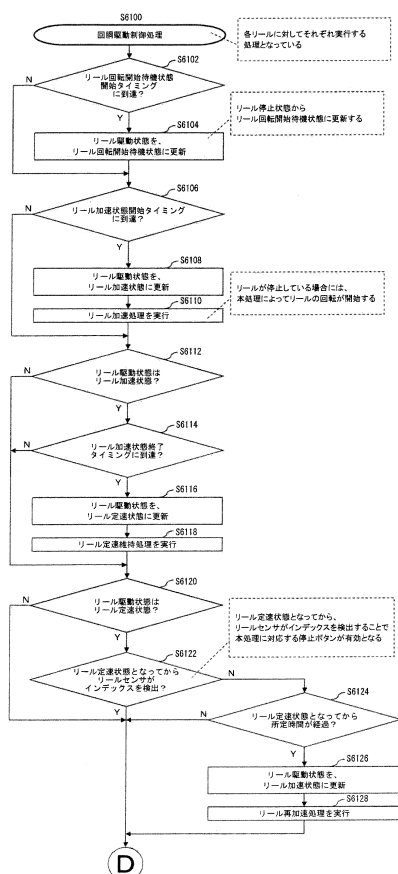 S6100
回胴駆動制御処理
各リールに対してそれぞれ実行する
処理となっている
S6102
リール回転開始待機状態
開始タイミング
に到達？
N
Y
リール停止状態から
リール回転開始待機状態に更新する
S6104
リール駆動状態を、
リール回転開始待機状態に更新
S6106
リール加速状態開始タイミング
に到達？
N
Y
S6108
リール駆動状態を、
リール加速状態に更新
S6110
リール加速処理を実行
リールが停止している場合には、
本処理によってリールの回転が開始する
S6112
リール駆動状態は
リール加速状態？
N
Y
S6114
リール加速状態終了
タイミングに到達？
N
Y
S6116
リール駆動状態を、
リール定速状態に更新
S6118
リール定速維持処理を実行
S6120
リール駆動状態は
リール定速状態？
N
Y
リール定速状態となってから、
リールセンサがインデックスを検出することで
本処理に対応する停止ボタンが有効となる
S6122
リール定速状態となってから
リールセンサが
インデックスを検出？
N
Y
S6124
リール定速状態となってから
所定時間が経過？
N
Y
S6126
リール駆動状態を、
リール加速状態に更新
S6128
リール再加速処理を実行
D